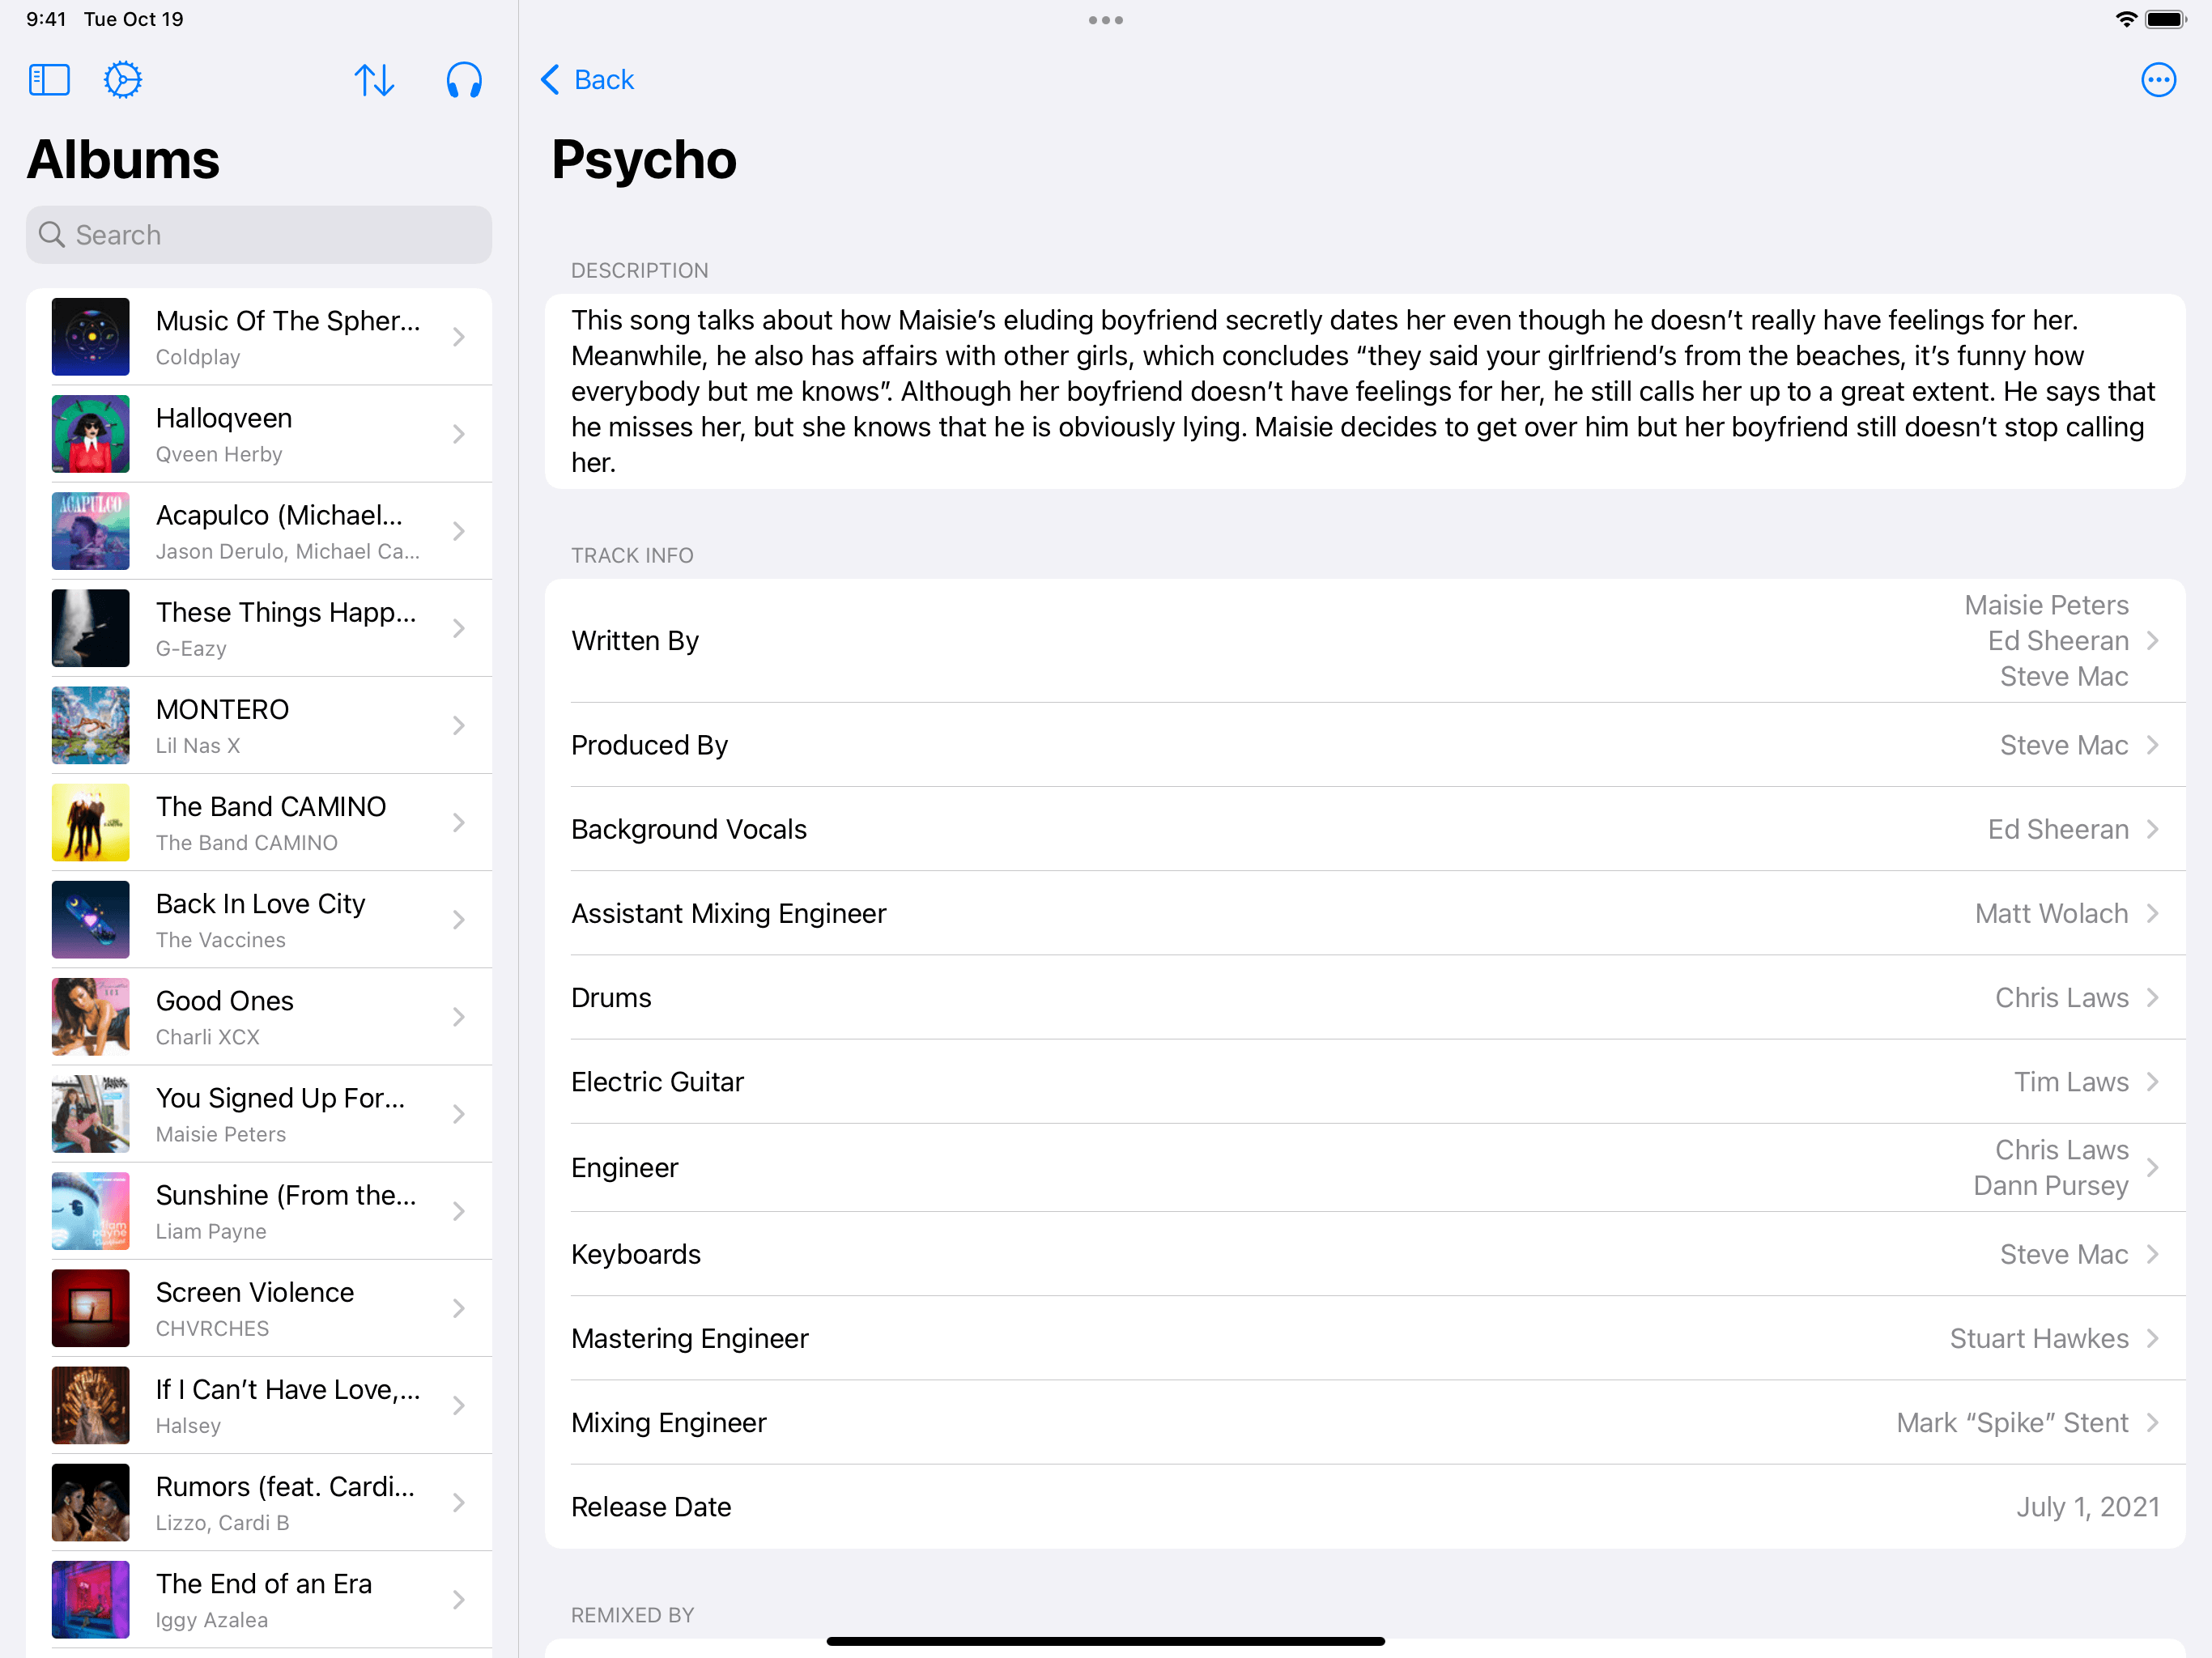 9:41 Tue Oct 19
Albums
Search
Music Of The Spher...
Coldplay
Halloqveen
Qveen Herby
ACAPULCO
Acapulco (Michael...
Jason Derulo, Michael Ca...
These Things Happ...
G-Eazy
MONTERO
Lil Nas X
The Band CAMINO
The Band CAMINO
Back In Love City
The Vaccines
Good Ones
Charli XCX
You Signed Up For...
Maisie Peters
liam
payne
Sunshine (From the...
Liam Payne
Screen Violence
CHVRCHES
If I Can’t Have Love,...
Halsey
Rumors (feat. Cardi...
Lizzo, Cardi B
The End of an Era
Iggy Azalea
Back
Psycho
DESCRIPTION
This song talks about how Maisie’s eluding boyfriend secretly dates her even though he doesn’t really have feelings for her.
Meanwhile, he also has affairs with other girls, which concludes “they said your girlfriend’s from the beaches, it’s funny how
everybody but me knows”. Although her boyfriend doesn’t have feelings for her, he still calls her up to a great extent. He says that
he misses her, but she knows that he is obviously lying. Maisie decides to get over him but her boyfriend still doesn’t stop calling
her.
TRACK INFO
Written By
Maisie Peters
Ed Sheeran
Steve Mac
Produced By
Steve Mac
Background Vocals
Ed Sheeran
Assistant Mixing Engineer
Matt Wolach
Drums
Chris Laws
Electric Guitar
Tim Laws
Engineer
Chris Laws
Dann Pursey
Keyboards
Steve Mac
Mastering Engineer
Stuart Hawkes
Mixing Engineer
Mark “Spike” Stent
Release Date
July 1, 2021
REMIXED BY